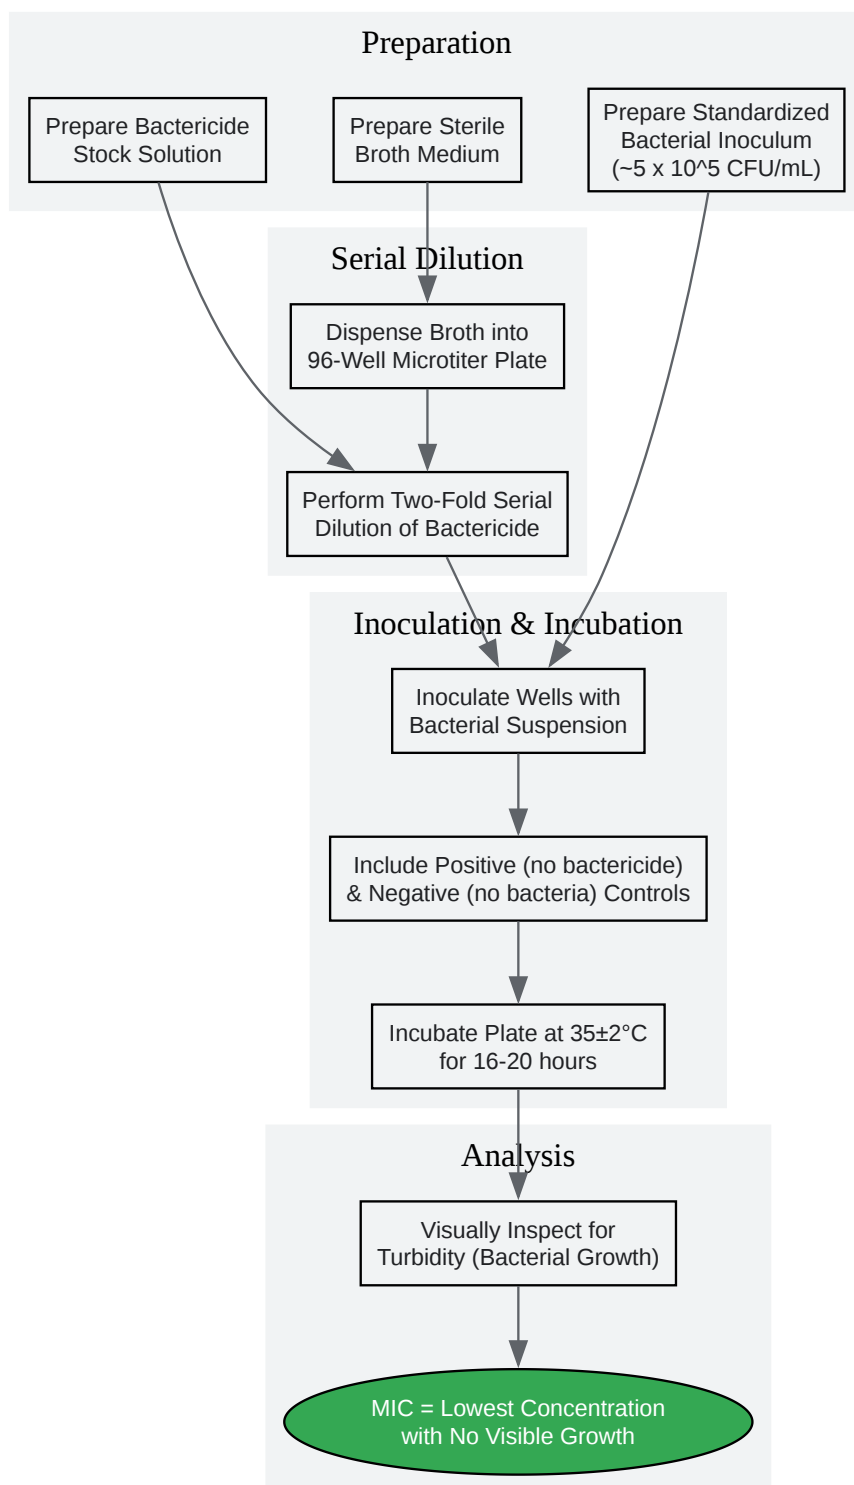 Preparation
Prepare Bactericide
Stock Solution
Prepare Sterile
Broth Medium
Prepare Standardized
Bacterial Inoculum
(~5 x 10^5 CFU/mL)
Serial Dilution
Dispense Broth into
96-Well Microtiter Plate
Perform Two-Fold Serial
Dilution of Bactericide
Inoculation & Incubation
Inoculate Wells with
Bacterial Suspension
Include Positive (no bactericide)
& Negative (no bacteria) Controls
Incubate Plate at 35±2°C
for 16-20 hours
Analysis
Visually Inspect for
Turbidity (Bacterial Growth)
MIC = Lowest Concentration
with No Visible Growth